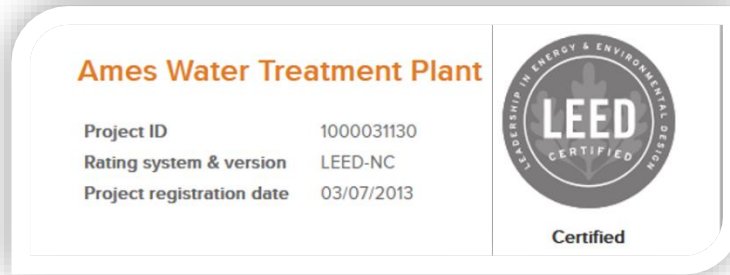 Ames Water Treatment Plant
Project ID 1000031130
Rating system & version LEED-NC
Project registration date 03/07/2013
LEADERSHIP IN ENERGY & ENVIRONMENTAL DESIGN
LEED
CERTIFIED
Certified